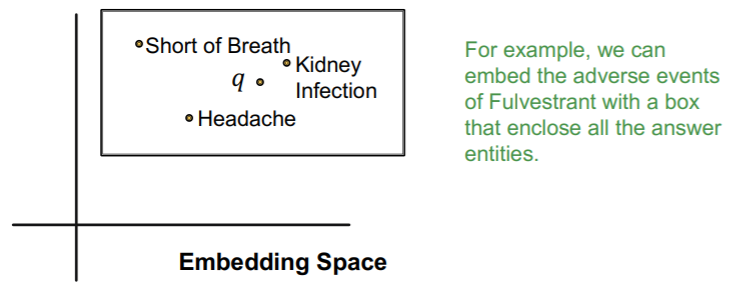 Short of Breath
Kidney
Infection
q
Headache
Embedding Space
For example, we can
embed the adverse events
of Fulvestrant with a box
that enclose all the answer
entities.